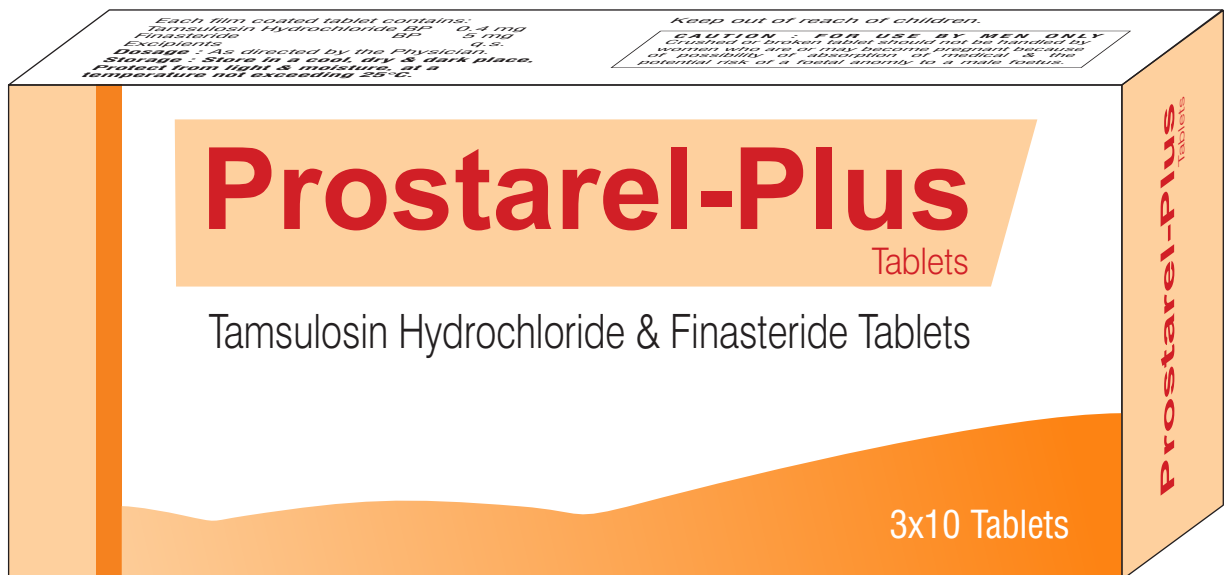 Each film coated tablet contains:
Tamsulosin Hydrochloride BP 0.4 mg
Finasteride BP 5 mg
Excipients q.s.
Dosage : As directed by the Physician.
Storage : Store in a cool, dry & dark place,
Protect from light & moisture, at a
temperature not exceeding 25°C.
Keep out of reach of children.
CAUTION : FOR USE BY MEN ONLY
Crushed or broken tablet should not be handled by
women who are or may become pregnant because
of possibility of absorption of medical & the
potential risk of a foetal anomly to a male foetus.
Prostarel-Plus
Tablets
Tamsulosin Hydrochloride & Finasteride Tablets
3x10 Tablets
Prostarel-Plus
Tablets